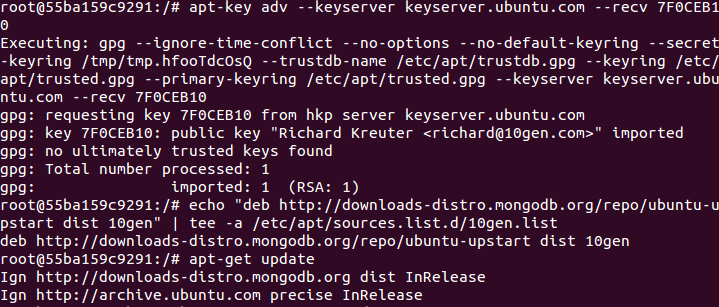 root@55ba159c9291:/# apt-key adv --keyserver keyserver.ubuntu.com --recv 7F0CEB1
0
Executing: gpg --ignore-time-conflict --no-options --no-default-keyring --secret
-keyring /tmp/tmp.hfooTdcOsQ --trustdb-name /etc/apt/trustdb.gpg --keyring /etc/
apt/trusted.gpg --primary-keyring /etc/apt/trusted.gpg --keyserver keyserver.ubu
ntu.com --recv 7F0CEB10
gpg: requesting key 7F0CEB10 from hkp server keyserver.ubuntu.com
gpg: key 7F0CEB10: public key "Richard Kreuter <richard@10gen.com>" imported
gpg: no ultimately trusted keys found
gpg: Total number processed: 1
gpg:               imported: 1  (RSA: 1)
root@55ba159c9291:/# echo "deb http://downloads-distro.mongodb.org/repo/ubuntu-u
pstart dist 10gen" | tee -a /etc/apt/sources.list.d/10gen.list
deb http://downloads-distro.mongodb.org/repo/ubuntu-upstart dist 10gen
root@55ba159c9291:/# apt-get update
Ign http://downloads-distro.mongodb.org dist InRelease
Ign http://archive.ubuntu.com precise InRelease